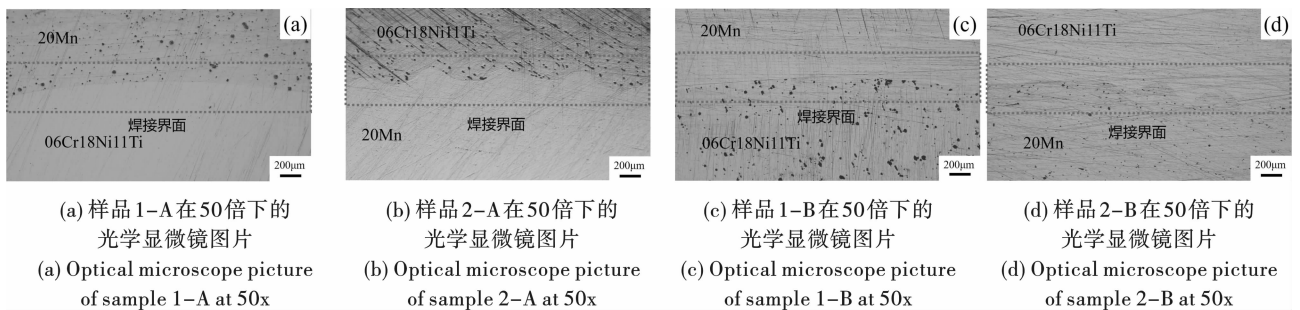 (a)
20Mn
焊接界面
06Cr18Ni11Ti
200μm
(b)
06Cr18Ni11Ti
焊接界面
20Mn
200μm
(c)
20Mn
焊接界面
06Cr18Ni11Ti
200μm
(d)
06Cr18Ni11Ti
焊接界面
20Mn
200μm
(a) 样品1-A在50倍下的
光学显微镜图片
(a) Optical microscope picture
of sample 1-A at 50x
(b) 样品2-A在50倍下的
光学显微镜图片
(b) Optical microscope picture
of sample 2-A at 50x
(c) 样品1-B在50倍下的
光学显微镜图片
(c) Optical microscope picture
of sample 1-B at 50x
(d) 样品2-B在50倍下的
光学显微镜图片
(d) Optical microscope picture
of sample 2-B at 50x